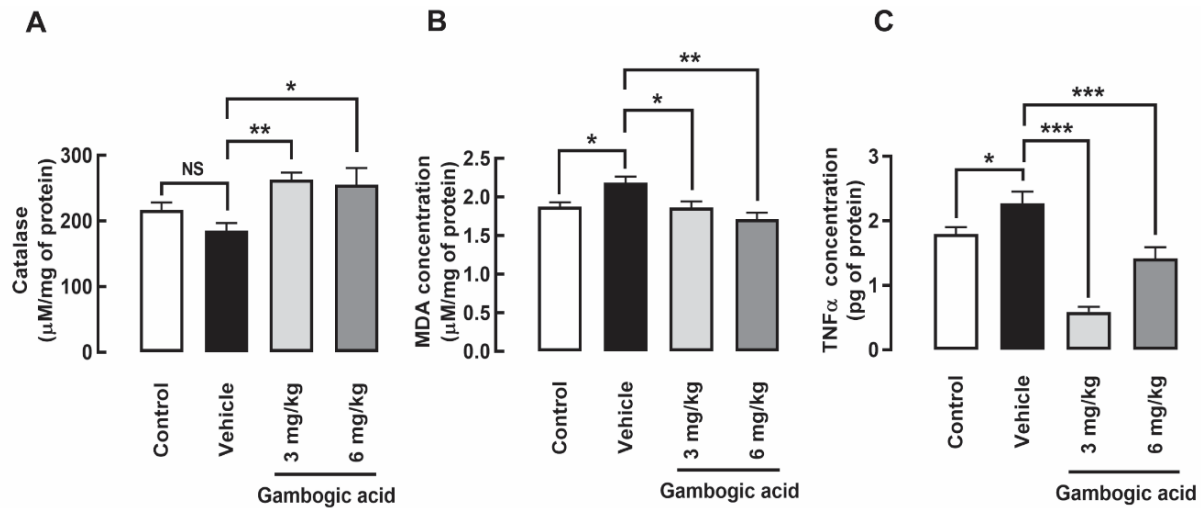 A
Catalase
(μM/mg of protein)
300
200
100
0
NS
**
*
Control
Vehicle
3 mg/kg
6 mg/kg
Gambogic acid
B
MDA concentration
(μM/mg of protein)
2.5
2.0
1.5
1.0
0.5
0.0
*
*
**
Control
Vehicle
3 mg/kg
6 mg/kg
Gambogic acid
C
TNFα concentration
(pg of protein)
3
2
1
0
*
***
***
Control
Vehicle
3 mg/kg
6 mg/kg
Gambogic acid